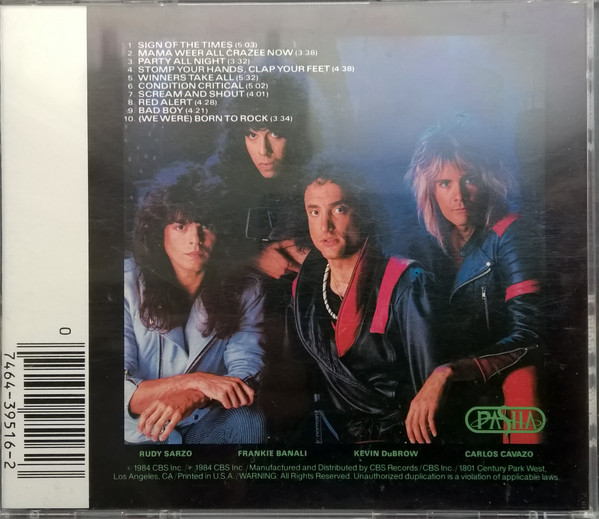 1 SIGN OF THE TIMES (5:03)
2 MAMA WEER ALL CRAZEE NOW (3:38)
3 PARTY ALL NIGHT (3:32)
4 STOMP YOUR HANDS, CLAP YOUR FEET (4:38)
5 WINNERS TAKE ALL (5:32)
6 CONDITION CRITICAL (5:02)
7 SCREAM AND SHOUT (4:01)
8 RED ALERT (4:28)
9 BAD BOY (4:21)
10. (WE WERE) BORN TO ROCK (3:34)
0
7464-39516-2
PASHA
RUDY SARZO FRANKIE BANALI KEVIN DuBROW CARLOS CAVAZO
© 1984 CBS Inc. / ℗ 1984 CBS Inc. / Manufactured and Distributed by CBS Records / CBS Inc. / 1801 Century Park West,
Los Angeles, CA / Printed in U.S.A. / WARNING: All Rights Reserved. Unauthorized duplication is a violation of applicable laws.